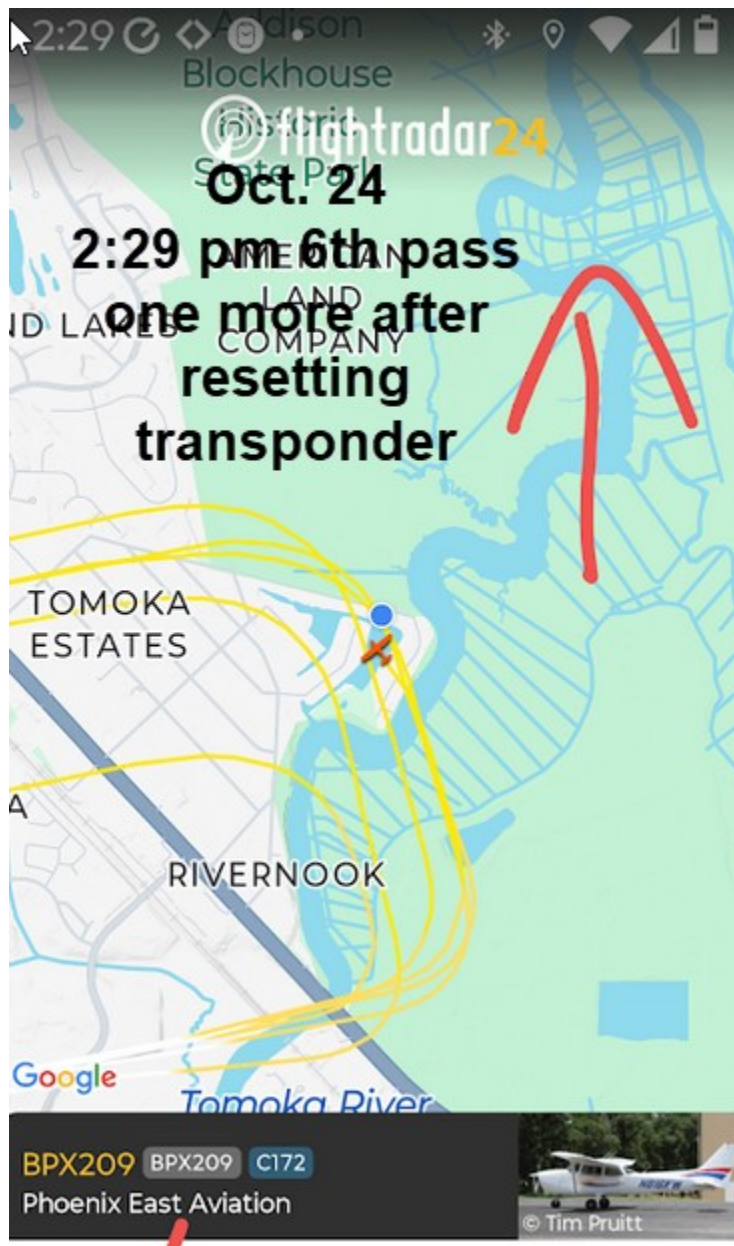 2:29
Addison
Blockhouse
Historic
State Park
flightradar24
Oct. 24
2:29 pm 6th pass
one more after
resetting
transponder
AMERICAN
LAND
COMPANY
ND LAKES
TOMOKA
ESTATES
A
RIVERNOOK
Google
Tomoka River
BPX209 BPX209 C172
Phoenix East Aviation
© Tim Pruitt